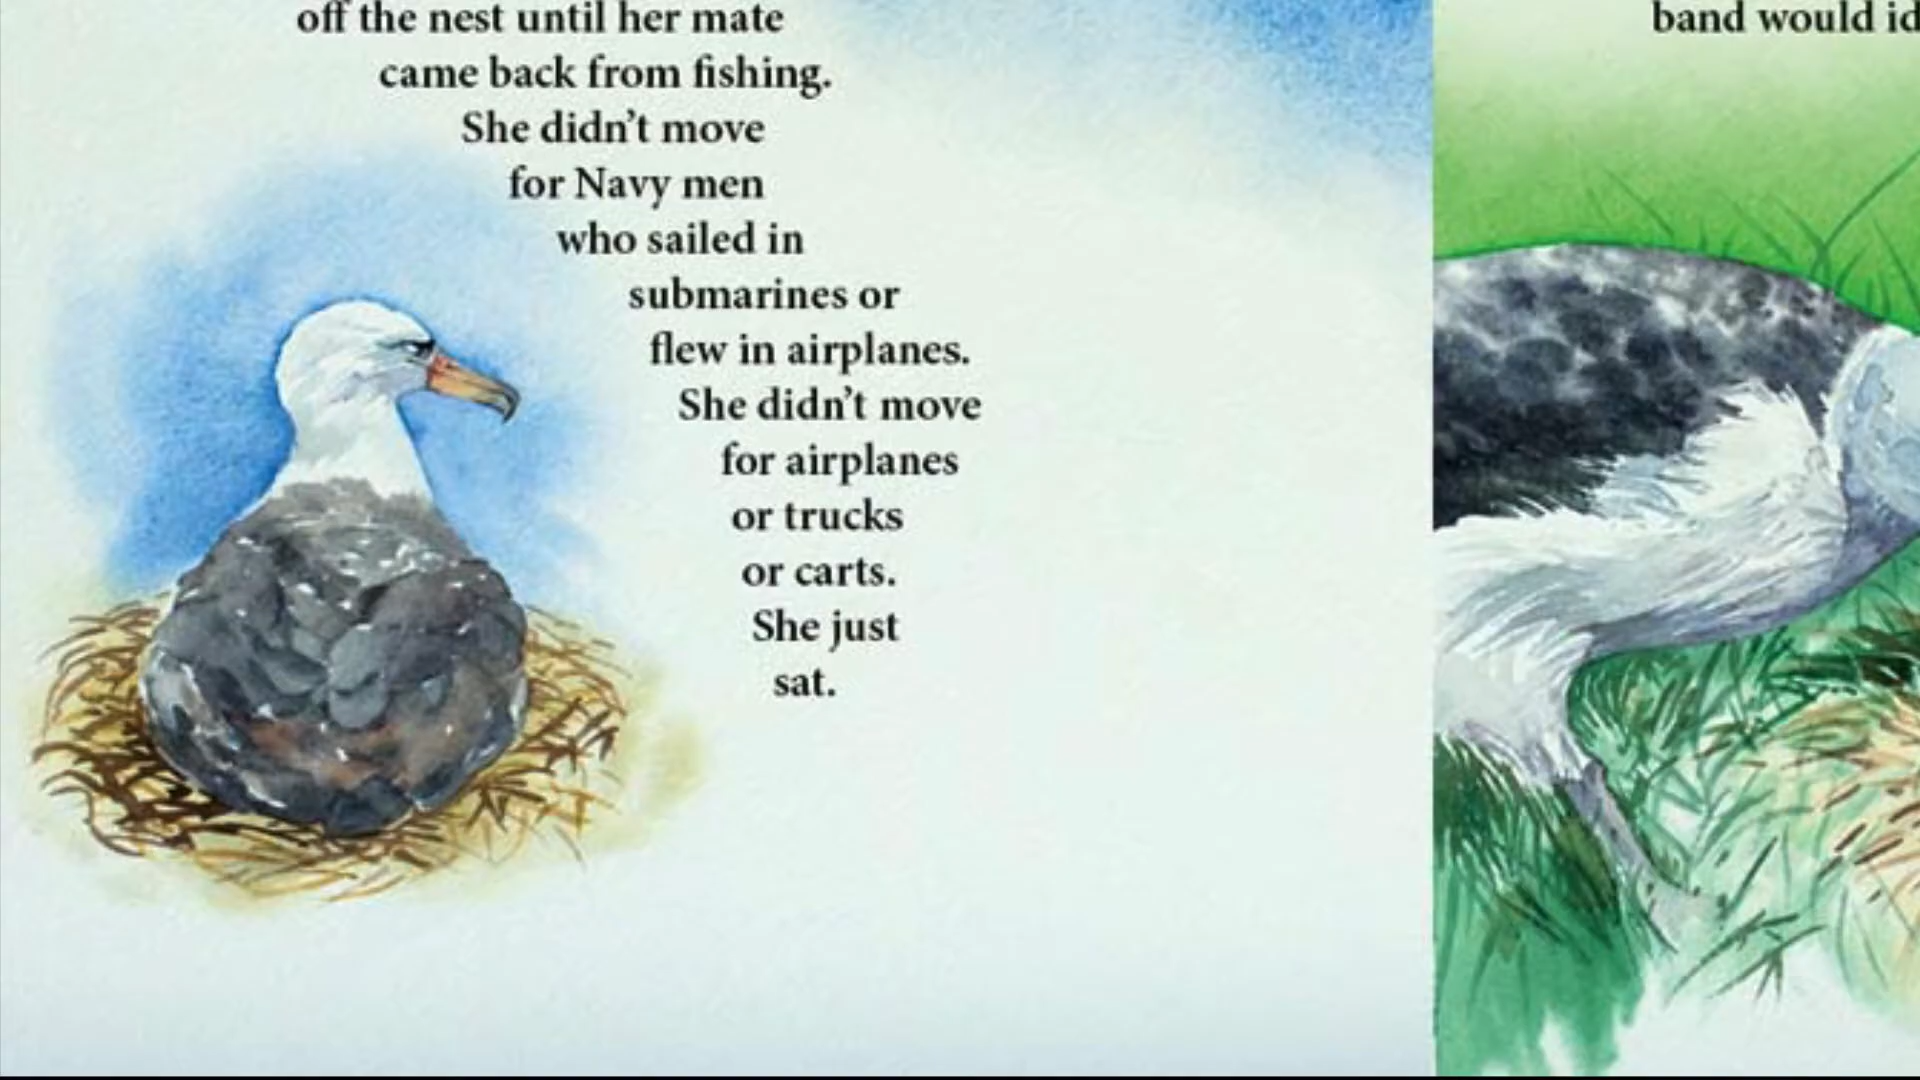 off the nest until her mate
came back from fishing.
She didn't move
for Navy men
who sailed in
submarines or
flew in airplanes.
She didn't move
for airplanes
or trucks
or carts.
She just
sat.
band would